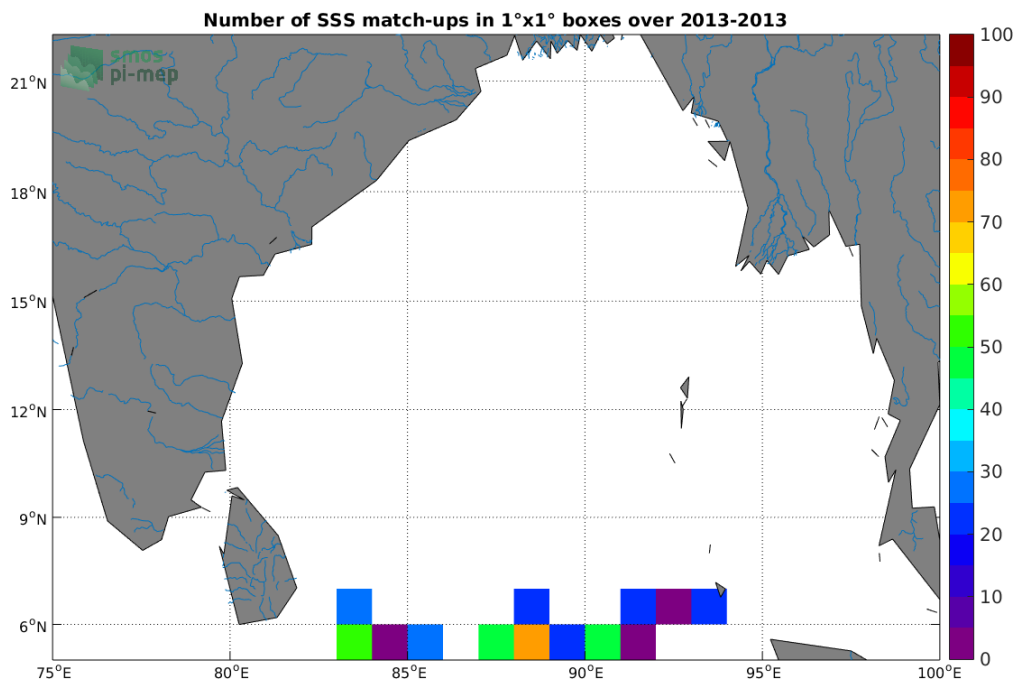 Number of SSS match-ups in 1°x1° boxes over 2013-2013
smos
pi-mep
21°N
18°N
15°N
12°N
9°N
6°N
75°E 80°E 85°E 90°E 95°E 100°E
100
90
80
70
60
50
40
30
20
10
0